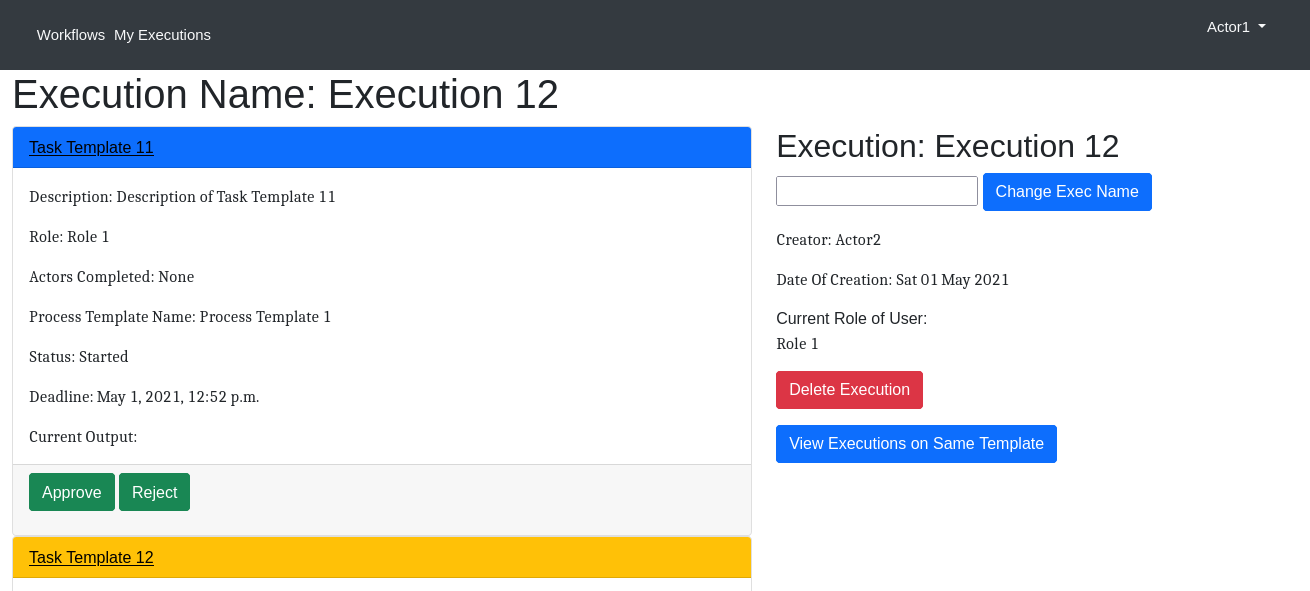 Workflows My Executions
Actor1
Execution Name: Execution 12
Task Template 11
Description: Description of Task Template 11
Role: Role 1
Actors Completed: None
Process Template Name: Process Template 1
Status: Started
Deadline: May 1, 2021, 12:52 p.m.
Current Output:
Approve Reject
Task Template 12
Execution: Execution 12
Change Exec Name
Creator: Actor2
Date Of Creation: Sat 01 May 2021
Current Role of User:
Role 1
Delete Execution
View Executions on Same Template